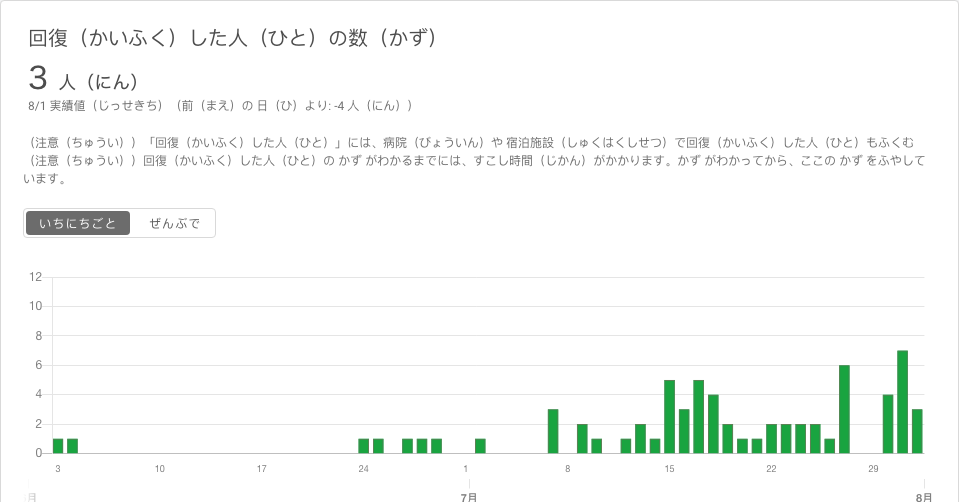 回復（かいふく）した人（ひと）の数（かず）
3 人（にん）
8/1 実績値（じっせきち）（前（まえ）の 日（ひ）より: -4 人（にん））
（注意（ちゅうい））「回復（かいふく）した人（ひと）」には、病院（びょういん）や 宿泊施設（しゅくはくしせつ）で回復（かいふく）した人（ひと）もふくむ
（注意（ちゅうい））回復（かいふく）した人（ひと）の かず がわかるまでには、すこし時間（じかん）がかかります。かず がわかってから、ここの かず をふやして
います。
いちにちごと ぜんぶで
12
10
8
6
4
2
0
3 10 17 24 1 8 15 22 29
月 7月 8月